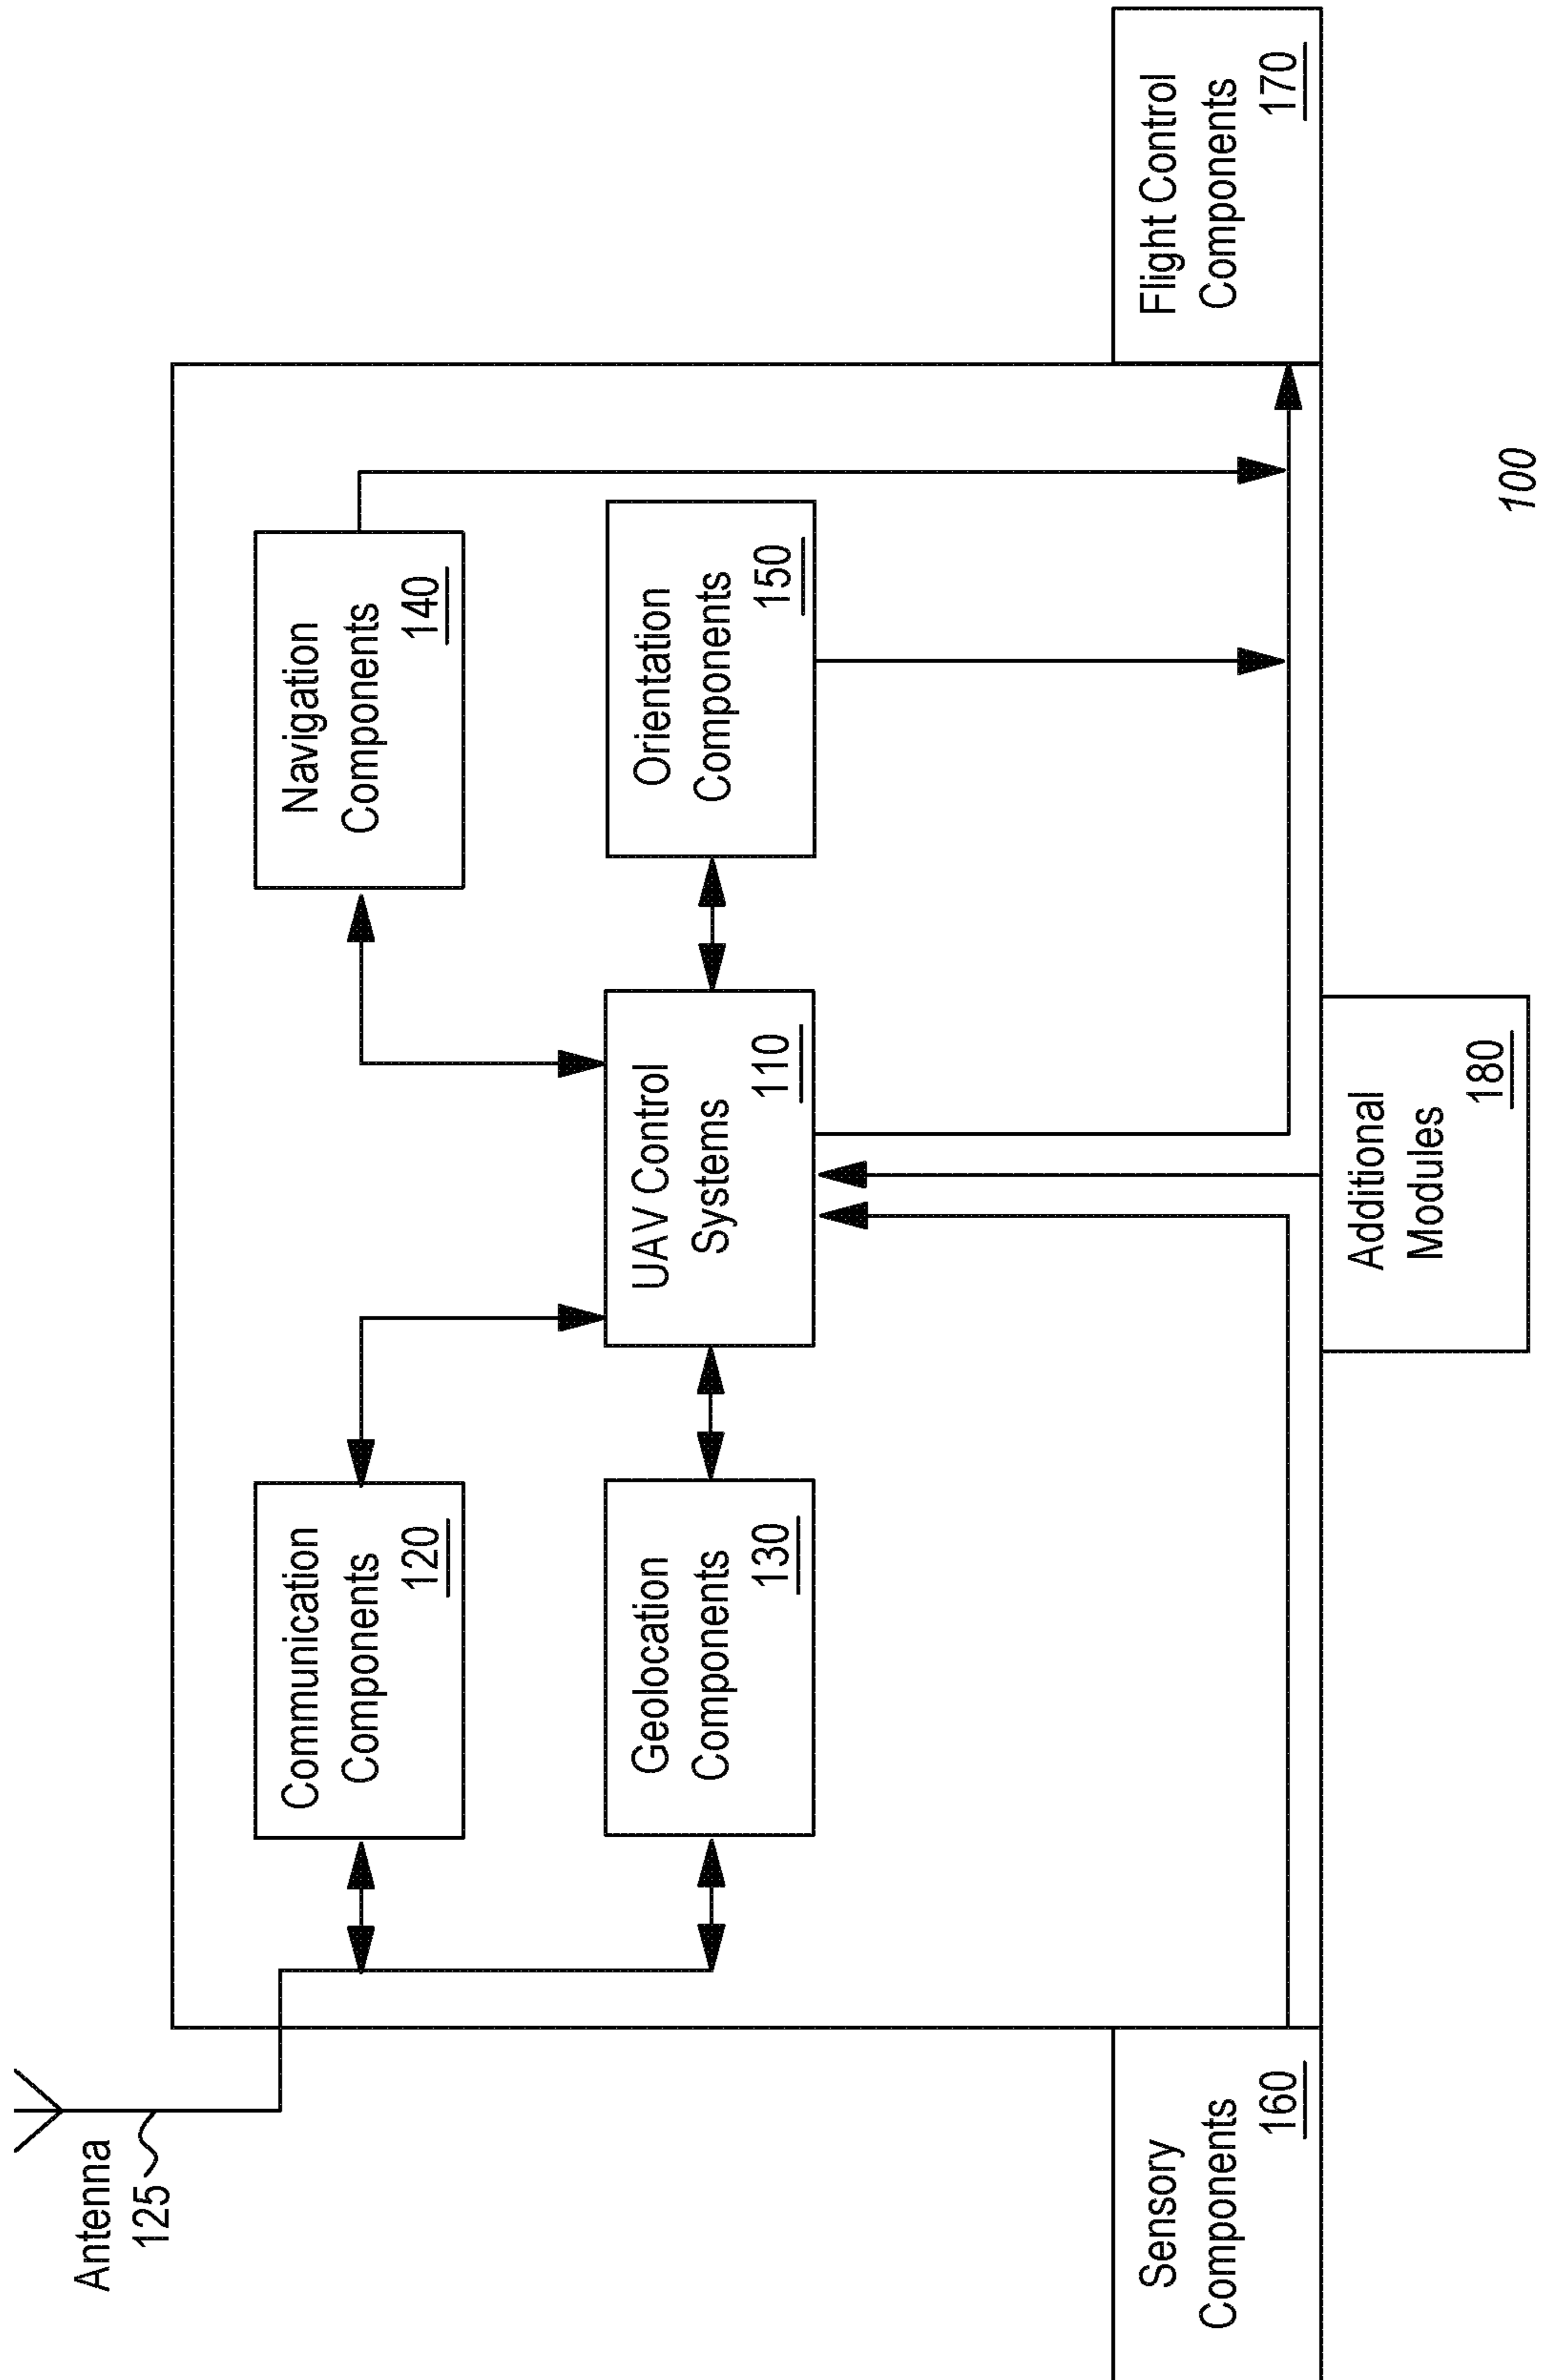 Antenna
125
Communication
Components
120
Navigation
Components
140
Geolocation
Components
130
UAV Control
Systems
110
Orientation
Components
150
Sensory
Components
160
Flight Control
Components
170
Additional
Modules
180
100